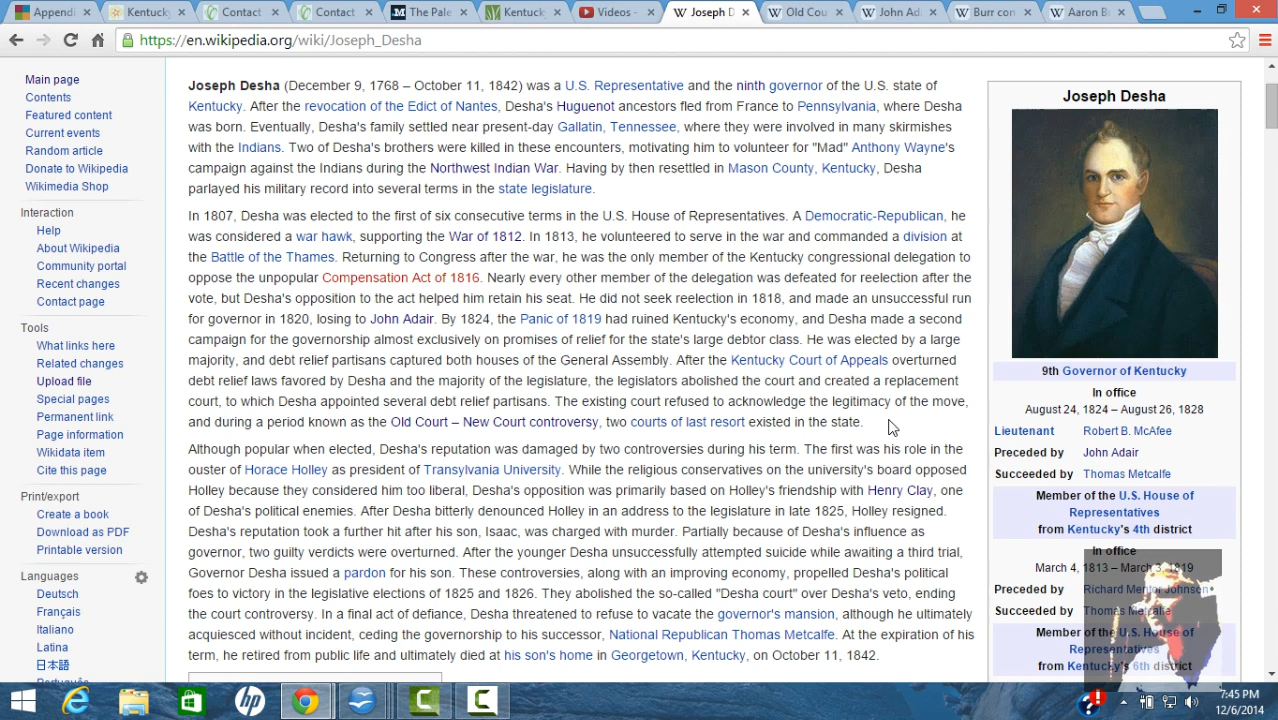 Appendi
Kentucky
Contact
Contact
The Pale
Kentuck
Videos -
Joseph D
Old Cou
John Ad
Burr con
Aaron B
https://en.wikipedia.org/wiki/Joseph_Desha
Main page
Contents
Featured content
Current events
Random article
Donate to Wikipedia
Wikimedia Shop
Interaction
Help
About Wikipedia
Community portal
Recent changes
Contact page
Tools
What links here
Related changes
Upload file
Special pages
Permanent link
Page information
Wikidata item
Cite this page
Print/export
Create a book
Download as PDF
Printable version
Languages
Deutsch
Français
Italiano
Latina
日本語
Joseph Desha (December 9, 1768 – October 11, 1842) was a U.S. Representative and the ninth governor of the U.S. state of
Kentucky. After the revocation of the Edict of Nantes, Desha's Huguenot ancestors fled from France to Pennsylvania, where Desha
was born. Eventually, Desha's family settled near present-day Gallatin, Tennessee, where they were involved in many skirmishes
with the Indians. Two of Desha's brothers were killed in these encounters, motivating him to volunteer for "Mad" Anthony Wayne's
campaign against the Indians during the Northwest Indian War. Having by then resettled in Mason County, Kentucky, Desha
parlayed his military record into several terms in the state legislature.
In 1807, Desha was elected to the first of six consecutive terms in the U.S. House of Representatives. A Democratic-Republican, he
was considered a war hawk, supporting the War of 1812. In 1813, he volunteered to serve in the war and commanded a division at
the Battle of the Thames. Returning to Congress after the war, he was the only member of the Kentucky congressional delegation to
oppose the unpopular Compensation Act of 1816. Nearly every other member of the delegation was defeated for reelection after the
vote, but Desha's opposition to the act helped him retain his seat. He did not seek reelection in 1818, and made an unsuccessful run
for governor in 1820, losing to John Adair. By 1824, the Panic of 1819 had ruined Kentucky's economy, and Desha made a second
campaign for the governorship almost exclusively on promises of relief for the state's large debtor class. He was elected by a large
majority, and debt relief partisans captured both houses of the General Assembly. After the Kentucky Court of Appeals overturned
debt relief laws favored by Desha and the majority of the legislature, the legislators abolished the court and created a replacement
court, to which Desha appointed several debt relief partisans. The existing court refused to acknowledge the legitimacy of the move,
and during a period known as the Old Court – New Court controversy, two courts of last resort existed in the state.
Although popular when elected, Desha's reputation was damaged by two controversies during his term. The first was his role in the
ouster of Horace Holley as president of Transylvania University. While the religious conservatives on the university's board opposed
Holley because they considered him too liberal, Desha's opposition was primarily based on Holley's friendship with Henry Clay, one
of Desha's political enemies. After Desha bitterly denounced Holley in an address to the legislature in late 1825, Holley resigned.
Desha's reputation took a further hit after his son, Isaac, was charged with murder. Partially because of Desha's influence as
governor, two guilty verdicts were overturned. After the younger Desha unsuccessfully attempted suicide while awaiting a third trial,
Governor Desha issued a pardon for his son. These controversies, along with an improving economy, propelled Desha's political
foes to victory in the legislative elections of 1825 and 1826. They abolished the so-called "Desha court" over Desha's veto, ending
the court controversy. In a final act of defiance, Desha threatened to refuse to vacate the governor's mansion, although he ultimately
acquiesced without incident, ceding the governorship to his successor, National Republican Thomas Metcalfe. At the expiration of his
term, he retired from public life and ultimately died at his son's home in Georgetown, Kentucky, on October 11, 1842.
Joseph Desha
9th Governor of Kentucky
In office
August 24, 1824 – August 26, 1828
Lieutenant Robert B. McAfee
Preceded by John Adair
Succeeded by Thomas Metcalfe
Member of the U.S. House of
Representatives
from Kentucky's 4th district
In office
March 4, 1813 – March 3, 1819
Preceded by Richard Mentor Johnson
Succeeded by Thomas Metcalfe
Member of the U.S. House of
Representatives
from Kentucky's 6th district
7:45 PM
12/6/2014